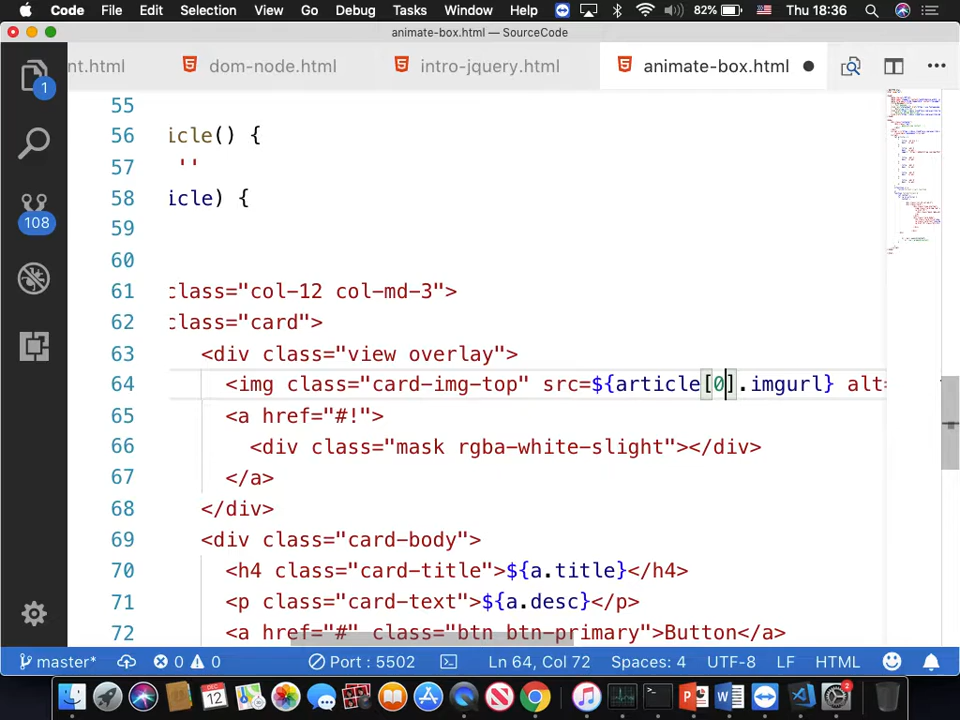 Code File Edit Selection View Go Debug Tasks Window Help 82% Thu 18:36
animate-box.html — SourceCode
nt.html dom-node.html intro-jquery.html animate-box.html
1
108
55
56 icle() {
57 ''
58 icle) {
59
60
61 class="col-12 col-md-3">
62 class="card">
63 <div class="view overlay">
64 <img class="card-img-top" src=${article[0].imgurl} alt=
65 <a href="#!">
66 <div class="mask rgba-white-slight"></div>
67 </a>
68 </div>
69 <div class="card-body">
70 <h4 class="card-title">${a.title}</h4>
71 <p class="card-text">${a.desc}</p>
72 <a href="#" class="btn btn-primary">Button</a>
master* 0 0 Port : 5502 Ln 64, Col 72 Spaces: 4 UTF-8 LF HTML
DEC
12
2